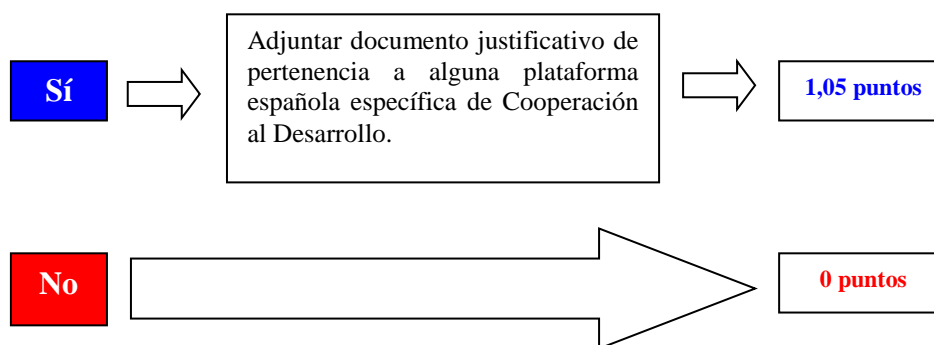 Sí
Adjuntar documento justificativo de
pertenencia a alguna plataforma
española específica de Cooperación
al Desarrollo.
1,05 puntos
No
0 puntos